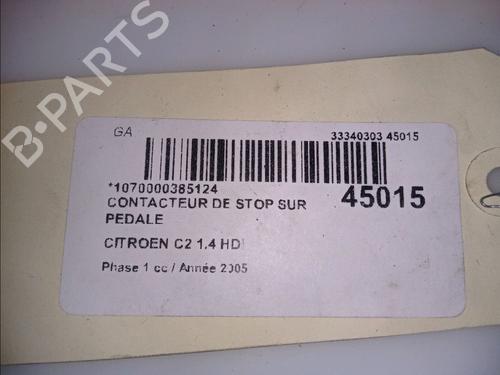 B-PARTS
GA
33340303 45015
*1070000385124
45015
CONTACTEUR DE STOP SUR
PEDALE
CITROEN C2 1.4 HDI
Phase 1 cc / Année 2005